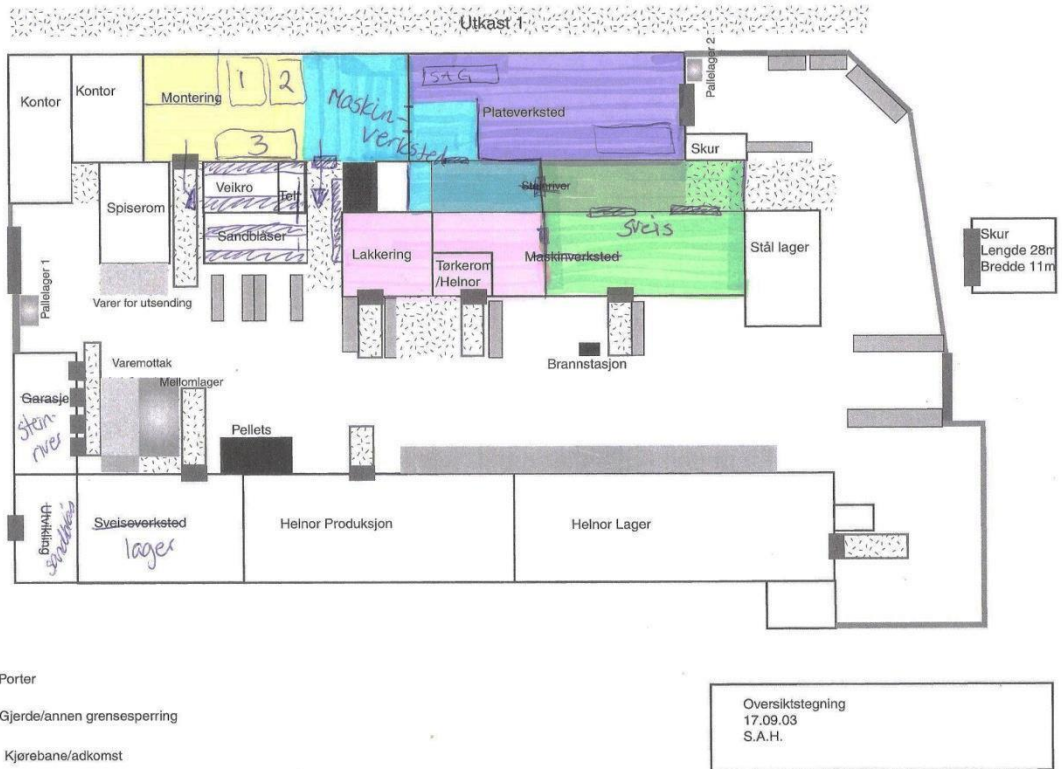 Utkast 1
Kontor
Kontor
Montering
1
2
3
Maskin-
verksted
SAG
Plateverksted
Pallelager 2
Skur
Spiserom
Veikro
Telt
Sandblåser
Steinriver
Sveis
Lakkering
Tørkerom
/Helnor
Maskinverksted
Stål lager
Skur
Lengde 28m
Bredde 11m
Pallelager 1
Varer for utsending
Varemottak
Mellomlager
Brannstasjon
Garasje
Stein-
river
Pellets
Utvikling
Sveiseverksted
lager
Helnor Produksjon
Helnor Lager
Porter
Gjerde/annen grensesperring
Kjørebane/adkomst
Oversiktstegning
17.09.03
S.A.H.